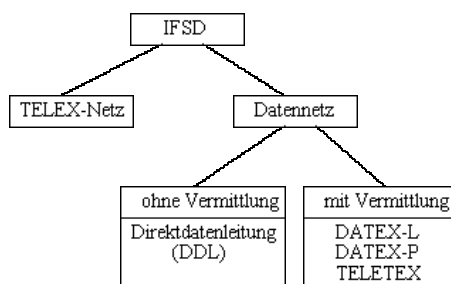 IFSD
TELEX-Netz
Datennetz
ohne Vermittlung
Direktdatenleitung
(DDL)
mit Vermittlung
DATEX-L
DATEX-P
TELETEX